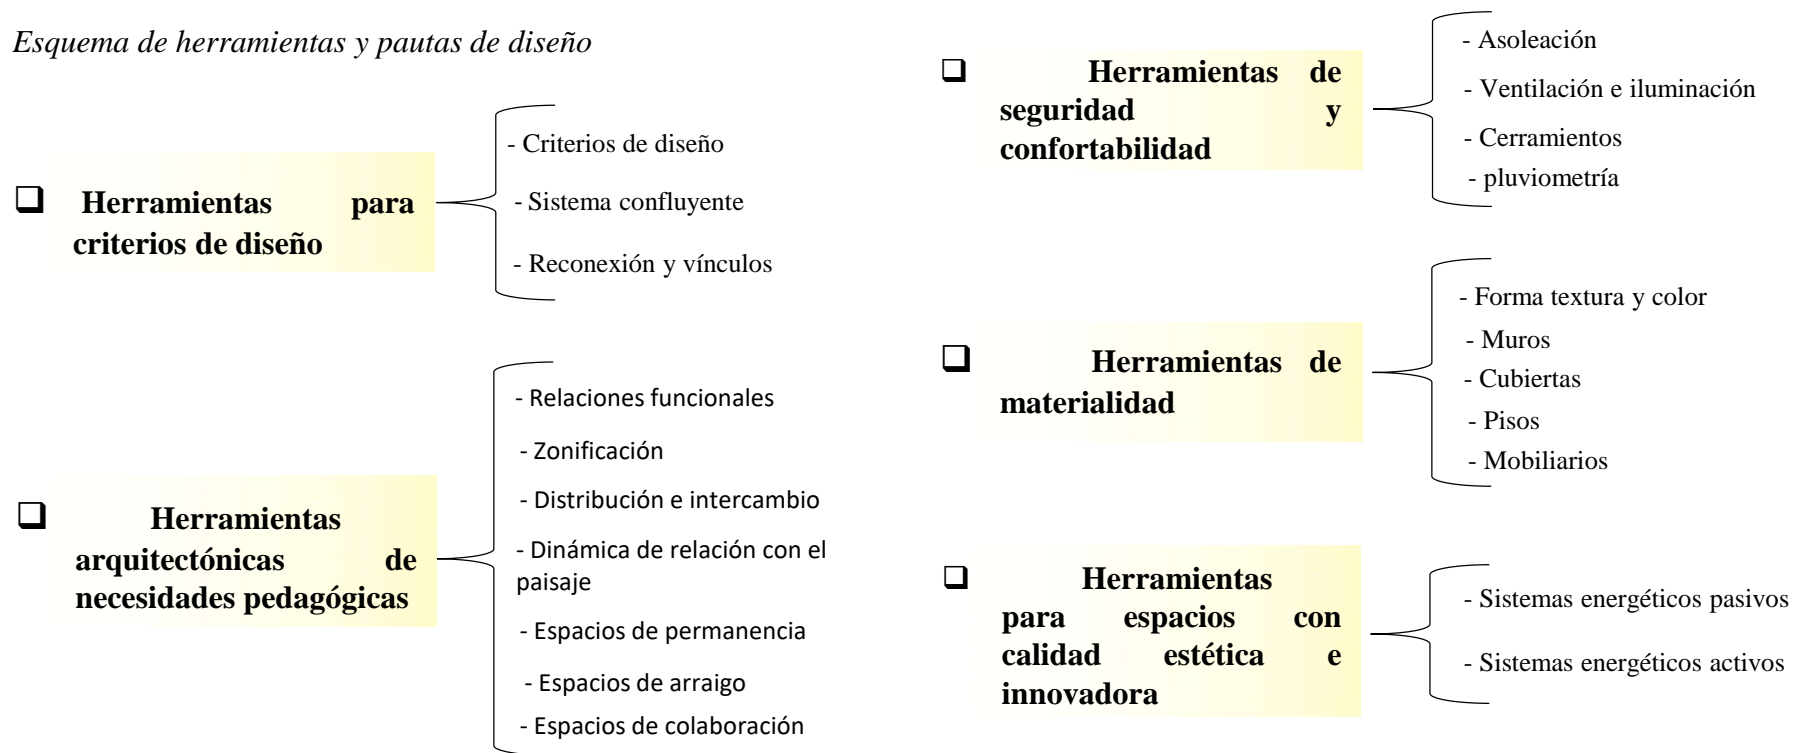 Esquema de herramientas y pautas de diseño
Herramientas para
criterios de diseño
- Criterios de diseño
- Sistema confluyente
- Reconexión y vínculos
Herramientas
arquitectónicas de
necesidades pedagógicas
- Relaciones funcionales
- Zonificación
- Distribución e intercambio
- Dinámica de relación con el
paisaje
- Espacios de permanencia
- Espacios de arraigo
- Espacios de colaboración
Herramientas de
seguridad y
confortabilidad
- Asoleación
- Ventilación e iluminación
- Cerramientos
- pluviometría
Herramientas de
materialidad
- Forma textura y color
- Muros
- Cubiertas
- Pisos
- Mobiliarios
Herramientas
para espacios con
calidad estética e
innovadora
- Sistemas energéticos pasivos
- Sistemas energéticos activos